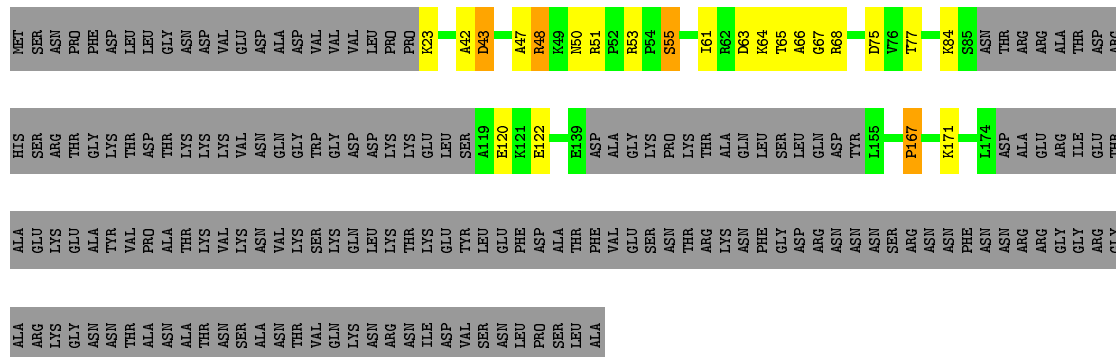 MET SER ASN PRO PHE ASP LEU LEU GLY ASN ASP VAL GLU ASP ALA ASP VAL VAL VAL LEU PRO PRO K23 A42 D43 A47 R48 K49 N50 R51 P52 R53 P54 S55 I61 R62 D63 K64 T65 A66 G67 R68 D75 V76 T77 K84 S85 ASN THR ARG ARG ALA THR ASP ARG
HIS SER ARG THR GLY LYS THR ASP THR LYS LYS LYS VAL ASN GLN GLY TRP GLY ASP ASP LYS LYS GLU LEU SER A119 E120 K121 E122 E139 ASP ALA GLY LYS PRO LYS THR ALA GLN LEU SER LEU GLN ASP TYR L155 P167 K171 L174 ASP ALA GLU ARG ILE GLU THR
ALA GLU LYS GLU GLU ALA TYR VAL PRO ALA THR LYS VAL LYS ASN VAL LYS SER LYS GLN LEU LYS THR LYS GLU TYR LEU GLU PHE ASP ALA THR PHE VAL GLU SER ASN THR ARG LYS ASN PHE GLY ASP ARG ASN ASN ASN SER ARG ASN ASN PHE ASN ASN ARG ARG GLY GLY ARG GLY
ALA ARG LYS GLY ASN ASN THR ALA ASN ALA THR ASN SER ALA ASN THR VAL GLN LYS ASN ARG ASN ILE ASP VAL SER ASN LEU PRO SER LEU ALA